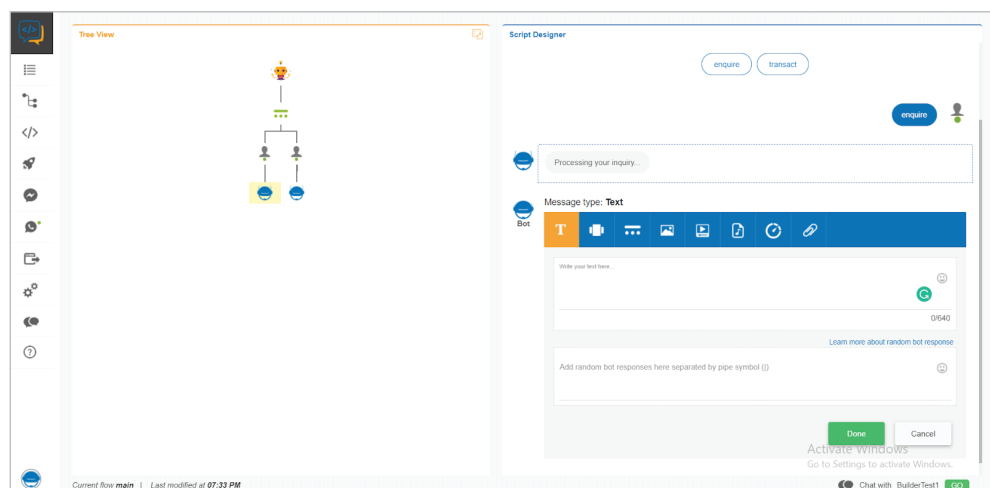 Tree View
Script Designer
enquire
transact
enquire
Processing your inquiry...
Message type: Text
Bot
T
Write your text here...
G
0/640
Learn more about random bot response
Add random bot responses here separated by pipe symbol (|)
Done
Cancel
Activate Windows
Go to Settings to activate Windows.
Current flow main | Last modified at 07:33 PM
Chat with BuilderTest1 GO